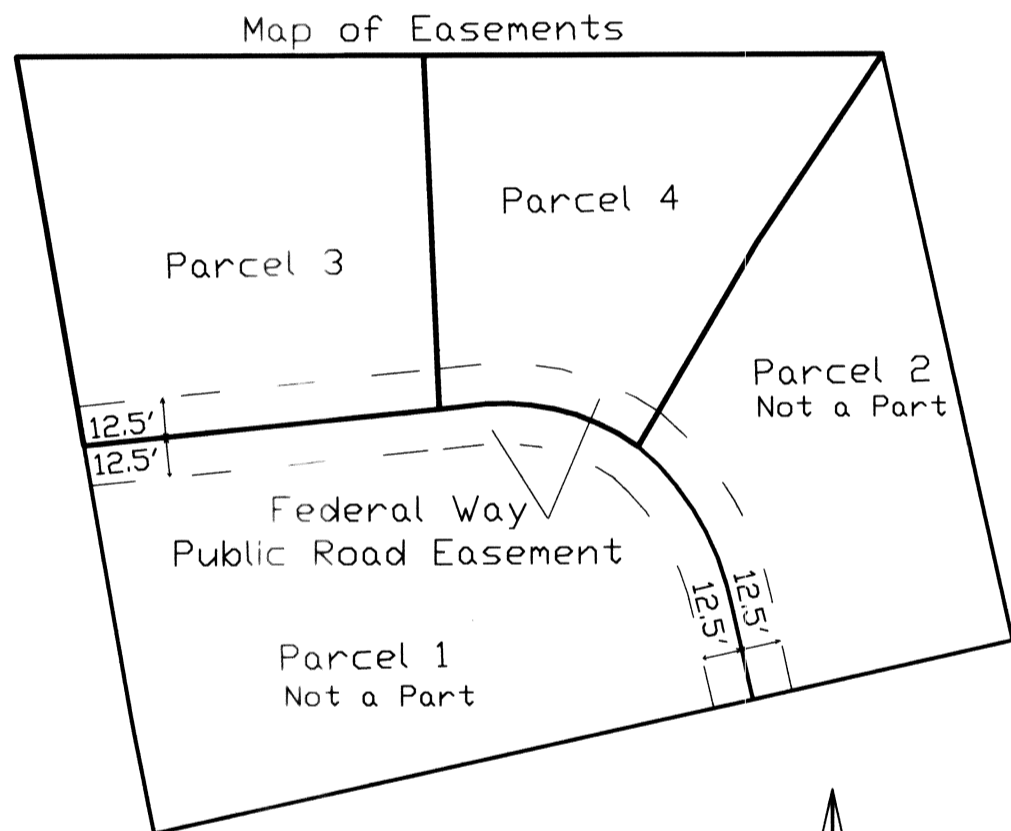 Map of Easements
Parcel 4
Parcel 3
Parcel 2
Not a Part
12.5'
12.5'
Federal Way
Public Road Easement
12.5'
12.5'
Parcel 1
Not a Part